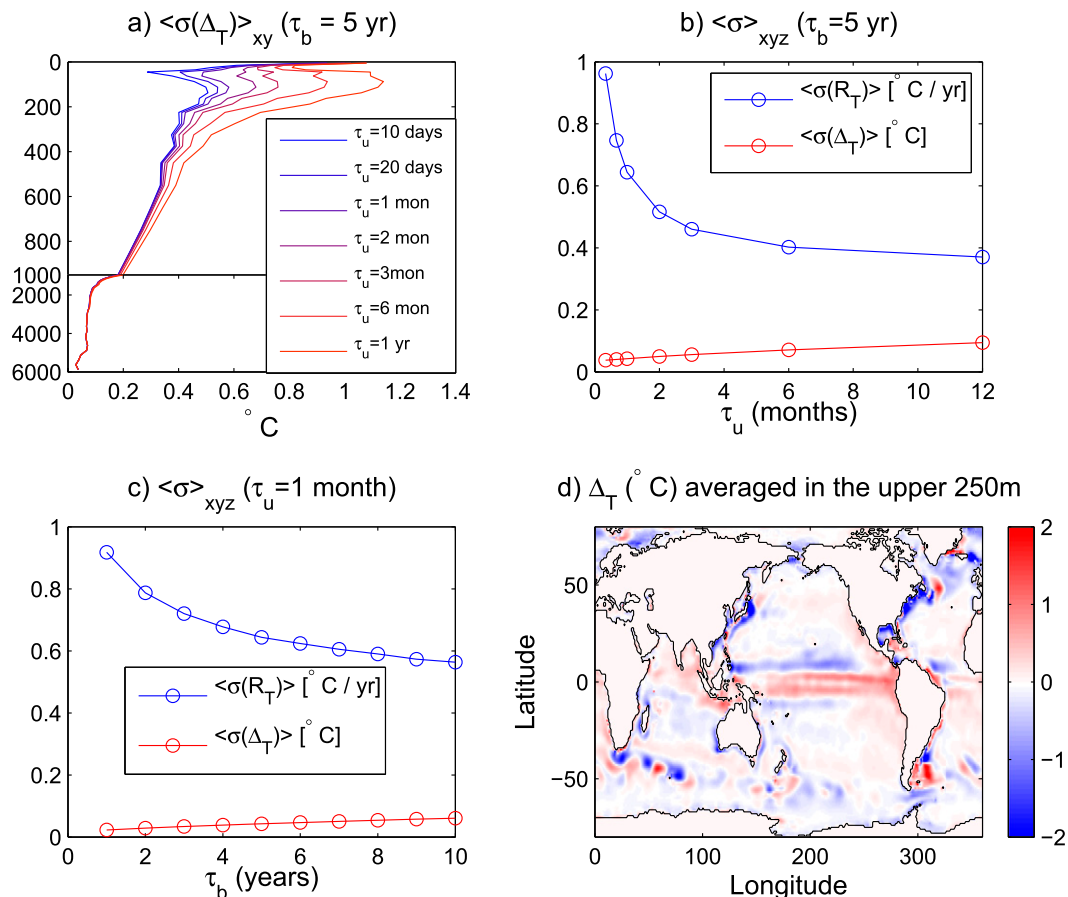 a) <σ(Δ_T)>_xy (τ_b = 5 yr)
0
200
400
600
800
1000
2000
4000
6000
0 0.2 0.4 0.6 0.8 1 1.2 1.4
° C
τ_u=10 days
τ_u=20 days
τ_u=1 mon
τ_u=2 mon
τ_u=3mon
τ_u=6 mon
τ_u=1 yr
b) <σ>_xyz (τ_b=5 yr)
1
0.8
0.6
0.4
0.2
0
0 2 4 6 8 10 12
τ_u (months)
<σ(R_T)> [° C / yr]
<σ(Δ_T)> [° C]
c) <σ>_xyz (τ_u=1 month)
1
0.8
0.6
0.4
0.2
0
0 2 4 6 8 10
τ_b (years)
<σ(R_T)> [° C / yr]
<σ(Δ_T)> [° C]
d) Δ_T (° C) averaged in the upper 250m
Latitude
50
0
−50
0 100 200 300
Longitude
2
1
0
−1
−2